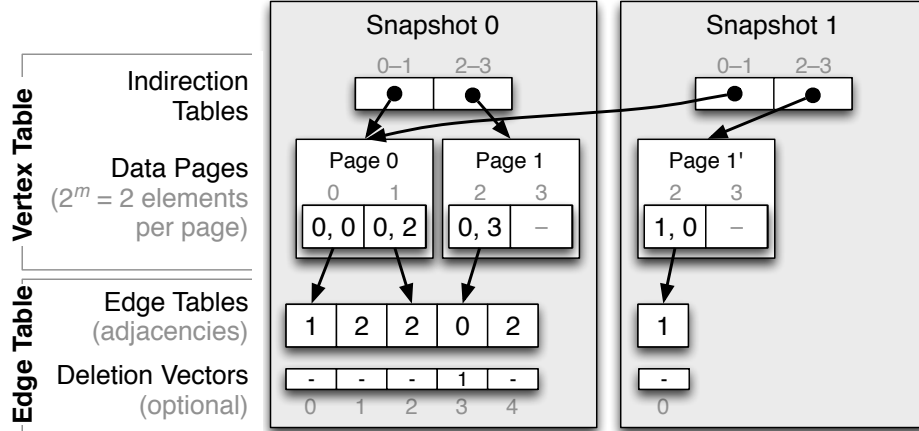 Snapshot 0
Snapshot 1
Vertex Table
Indirection
Tables
0–1 2–3
0–1 2–3
Data Pages
(2^m = 2 elements
per page)
Page 0
0 1
0, 0 0, 2
Page 1
2 3
0, 3 –
Page 1'
2 3
1, 0 –
Edge Table
Edge Tables
(adjacencies)
1 2 2 0 2
1
Deletion Vectors
(optional)
- - - 1 -
0 1 2 3 4
-
0